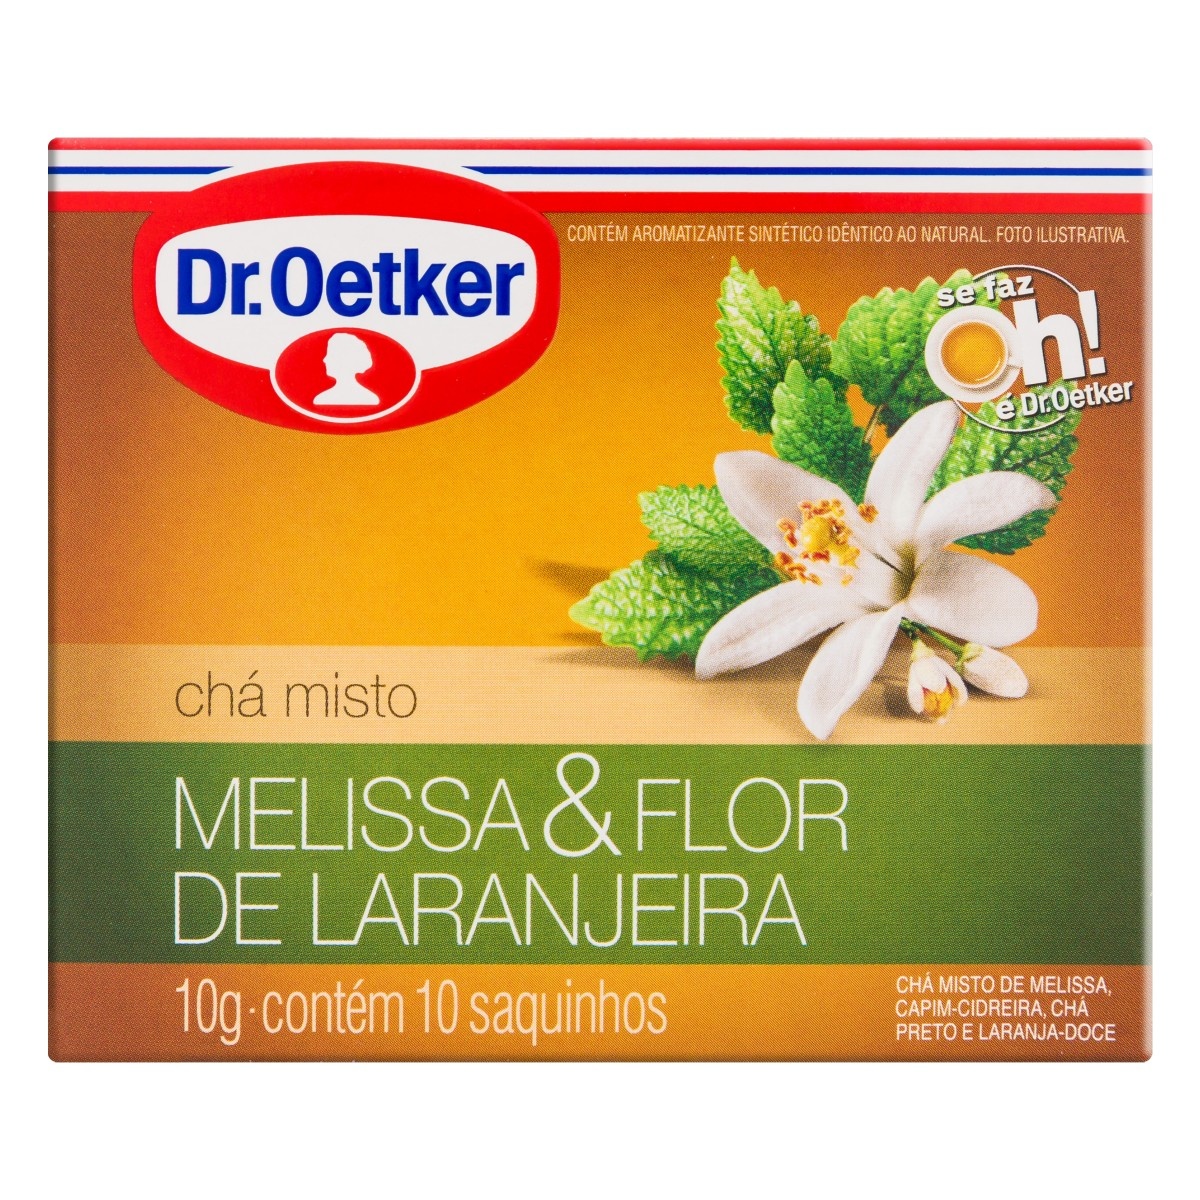 Dr.Oetker
CONTÉM AROMATIZANTE SINTÉTICO IDÊNTICO AO NATURAL. FOTO ILUSTRATIVA.
se faz
Oh!
é Dr.Oetker
chá misto
MELISSA & FLOR
DE LARANJEIRA
10g·contém 10 saquinhos
CHÁ MISTO DE MELISSA,
CAPIM-CIDREIRA, CHÁ
PRETO E LARANJA-DOCE